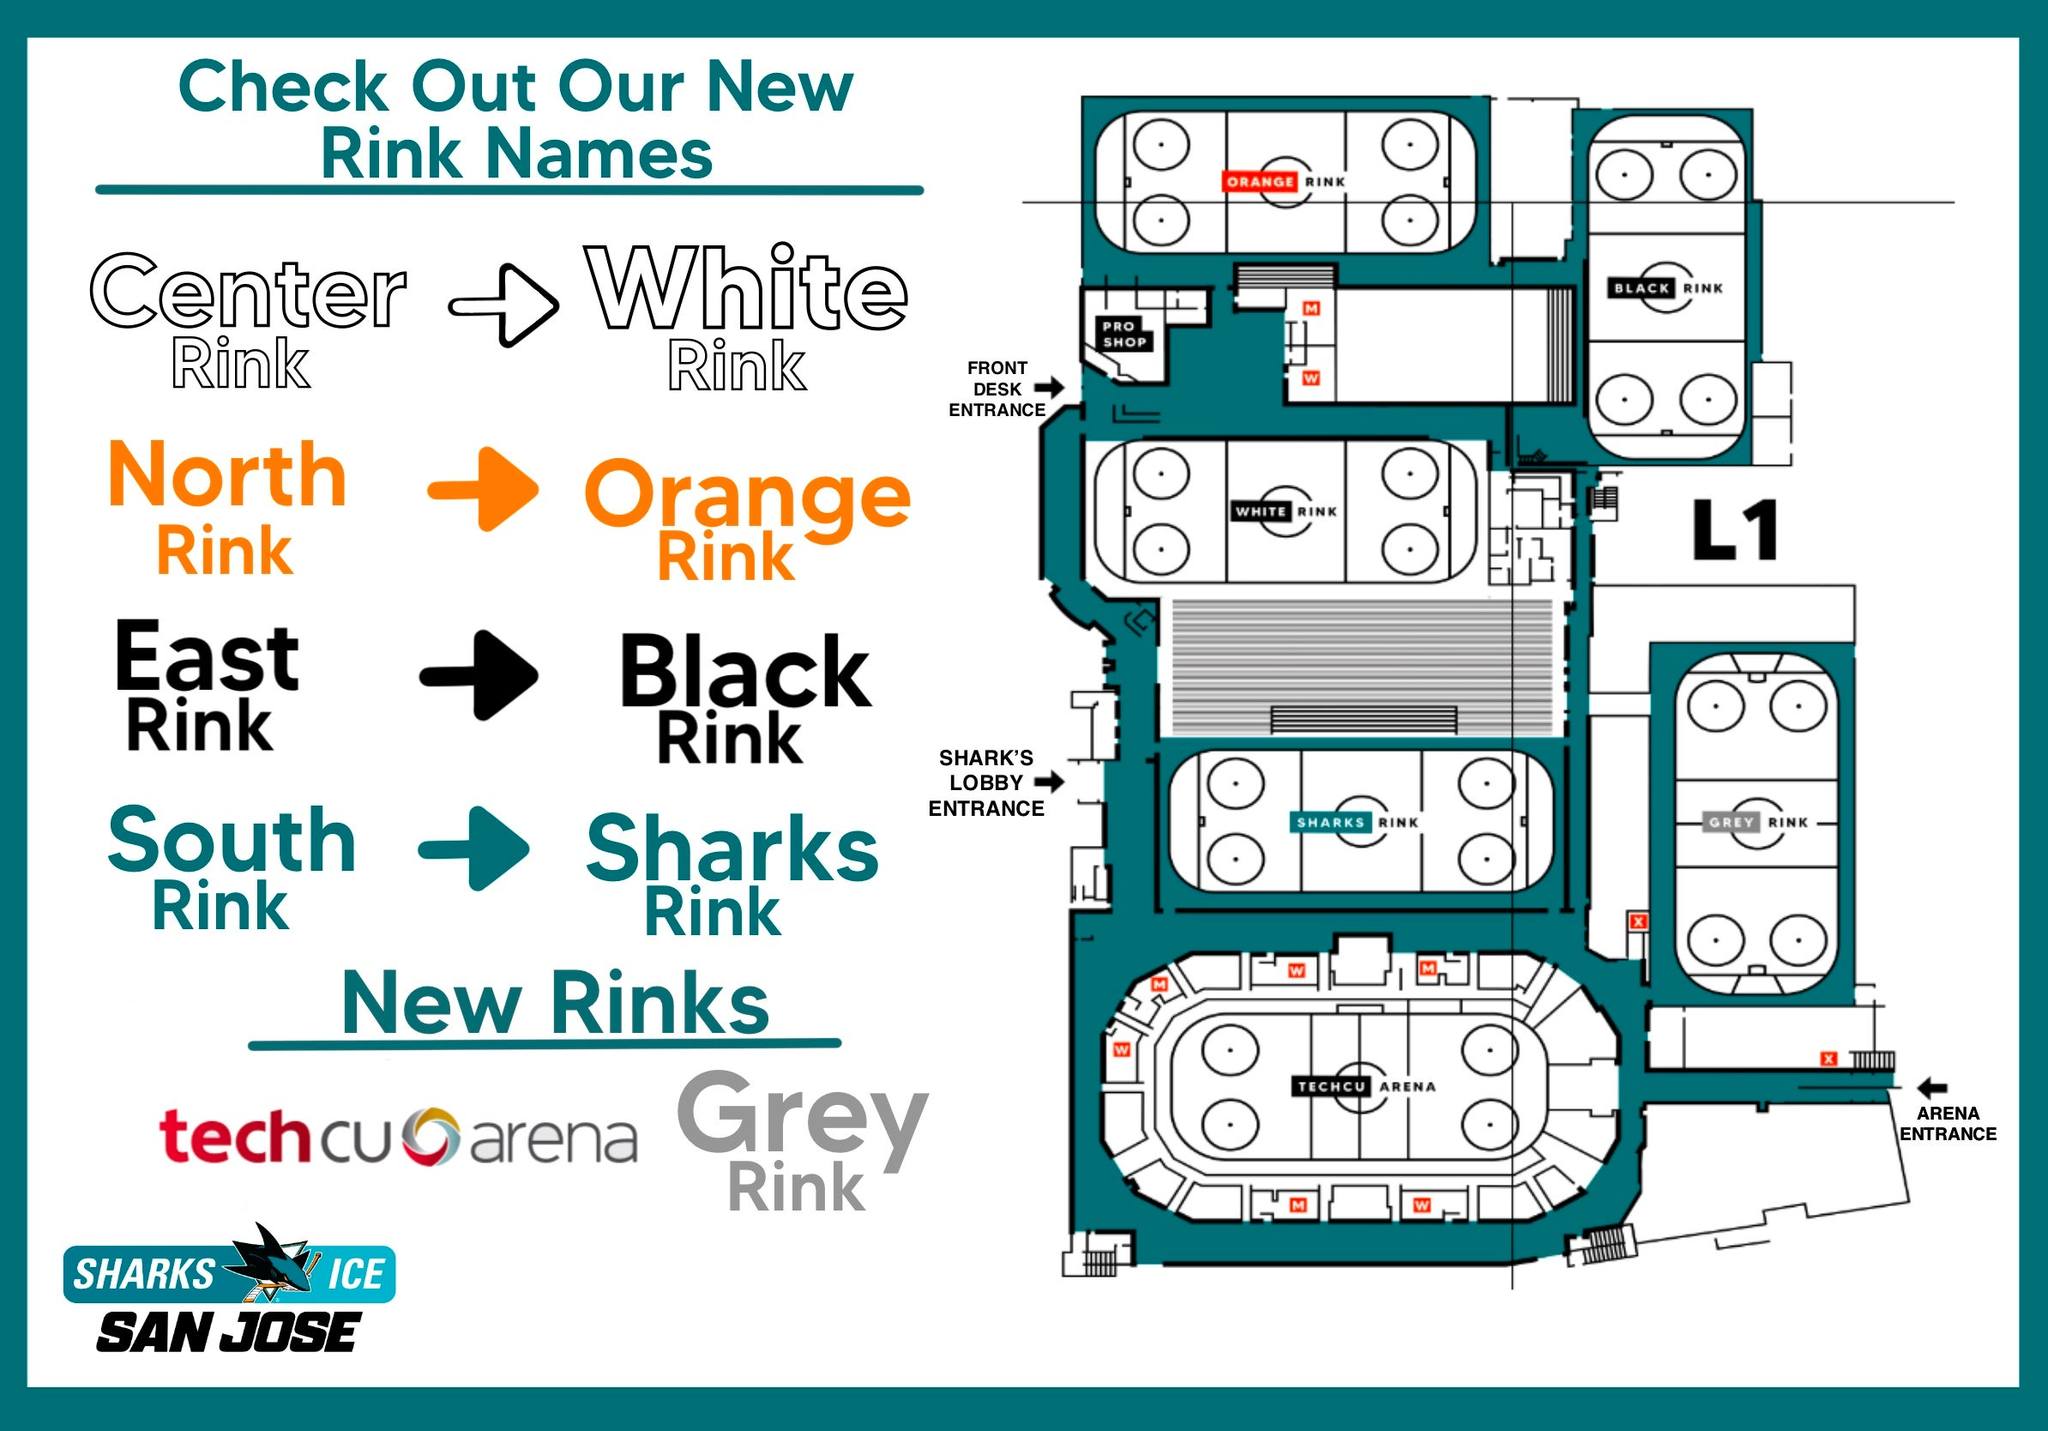 Check Out Our New
Rink Names
Center
Rink
White
Rink
North
Rink
Orange
Rink
East
Rink
Black
Rink
South
Rink
Sharks
Rink
New Rinks
tech cu arena
Grey
Rink
SHARKS ICE
SAN JOSE
ORANGE RINK
BLACK RINK
PRO
SHOP
M
W
FRONT
DESK
ENTRANCE
WHITE RINK
L1
SHARK'S
LOBBY
ENTRANCE
SHARKS RINK
GREY RINK
X
W
M
M
W
TECHCU ARENA
X
ARENA
ENTRANCE
M
W